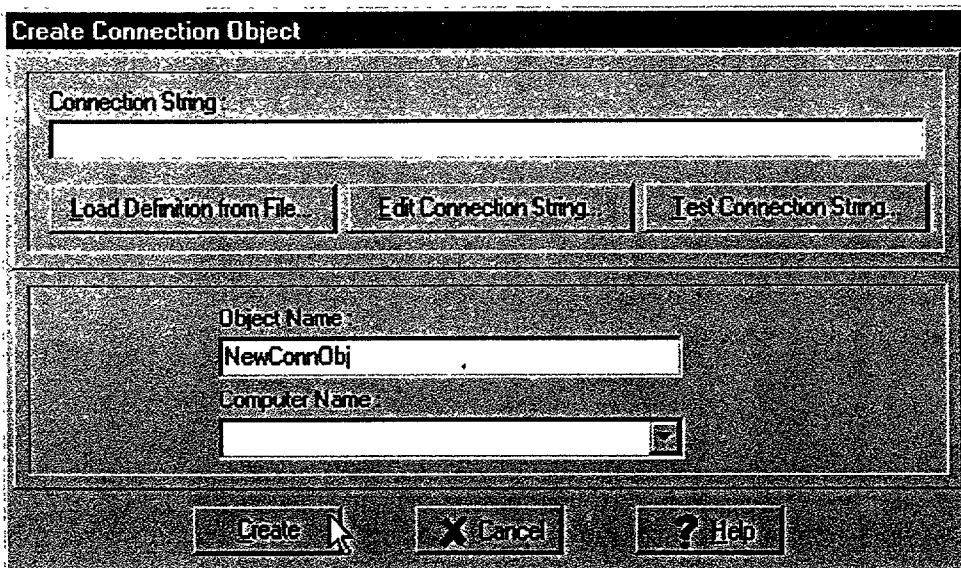 Create Connection Object
Connection String:
Load Definition from File... Edit Connection String... Test Connection String...
Object Name:
NewConnObj
Computer Name:
Create X Cancel ? Help